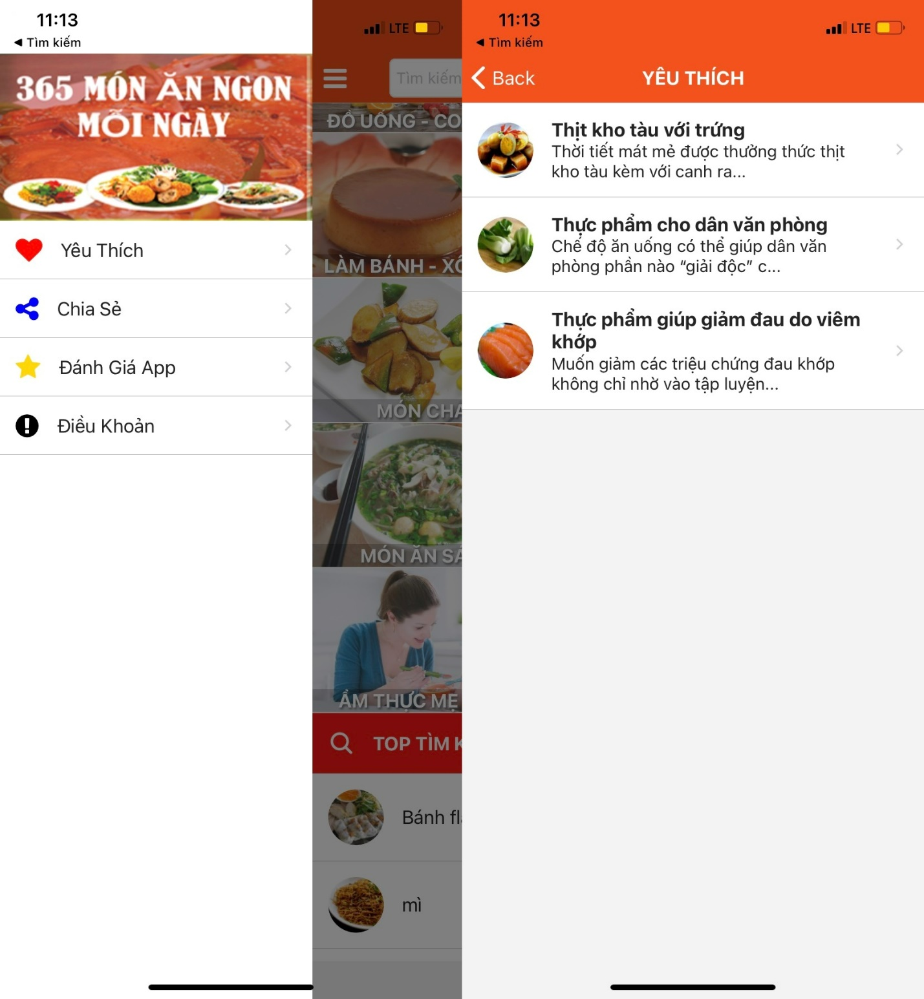 11:13
◀ Tìm kiếm
365 MÓN ĂN NGON
MỖI NGÀY
Yêu Thích
Chia Sẻ
Đánh Giá App
Điều Khoản
LTE
Tìm kiếm
ĐỒ UỐNG - CO
LÀM BÁNH - XÔ
MÓN CHA
MÓN ĂN SÁ
ẨM THỰC MẸ
TOP TÌM K
Bánh fl
mì
11:13
◀ Tìm kiếm
LTE
Back
YÊU THÍCH
Thịt kho tàu với trứng
Thời tiết mát mẻ được thưởng thức thịt
kho tàu kèm với canh ra...
Thực phẩm cho dân văn phòng
Chế độ ăn uống có thể giúp dân văn
phòng phần nào “giải độc” c...
Thực phẩm giúp giảm đau do viêm
khớp
Muốn giảm các triệu chứng đau khớp
không chỉ nhờ vào tập luyện...